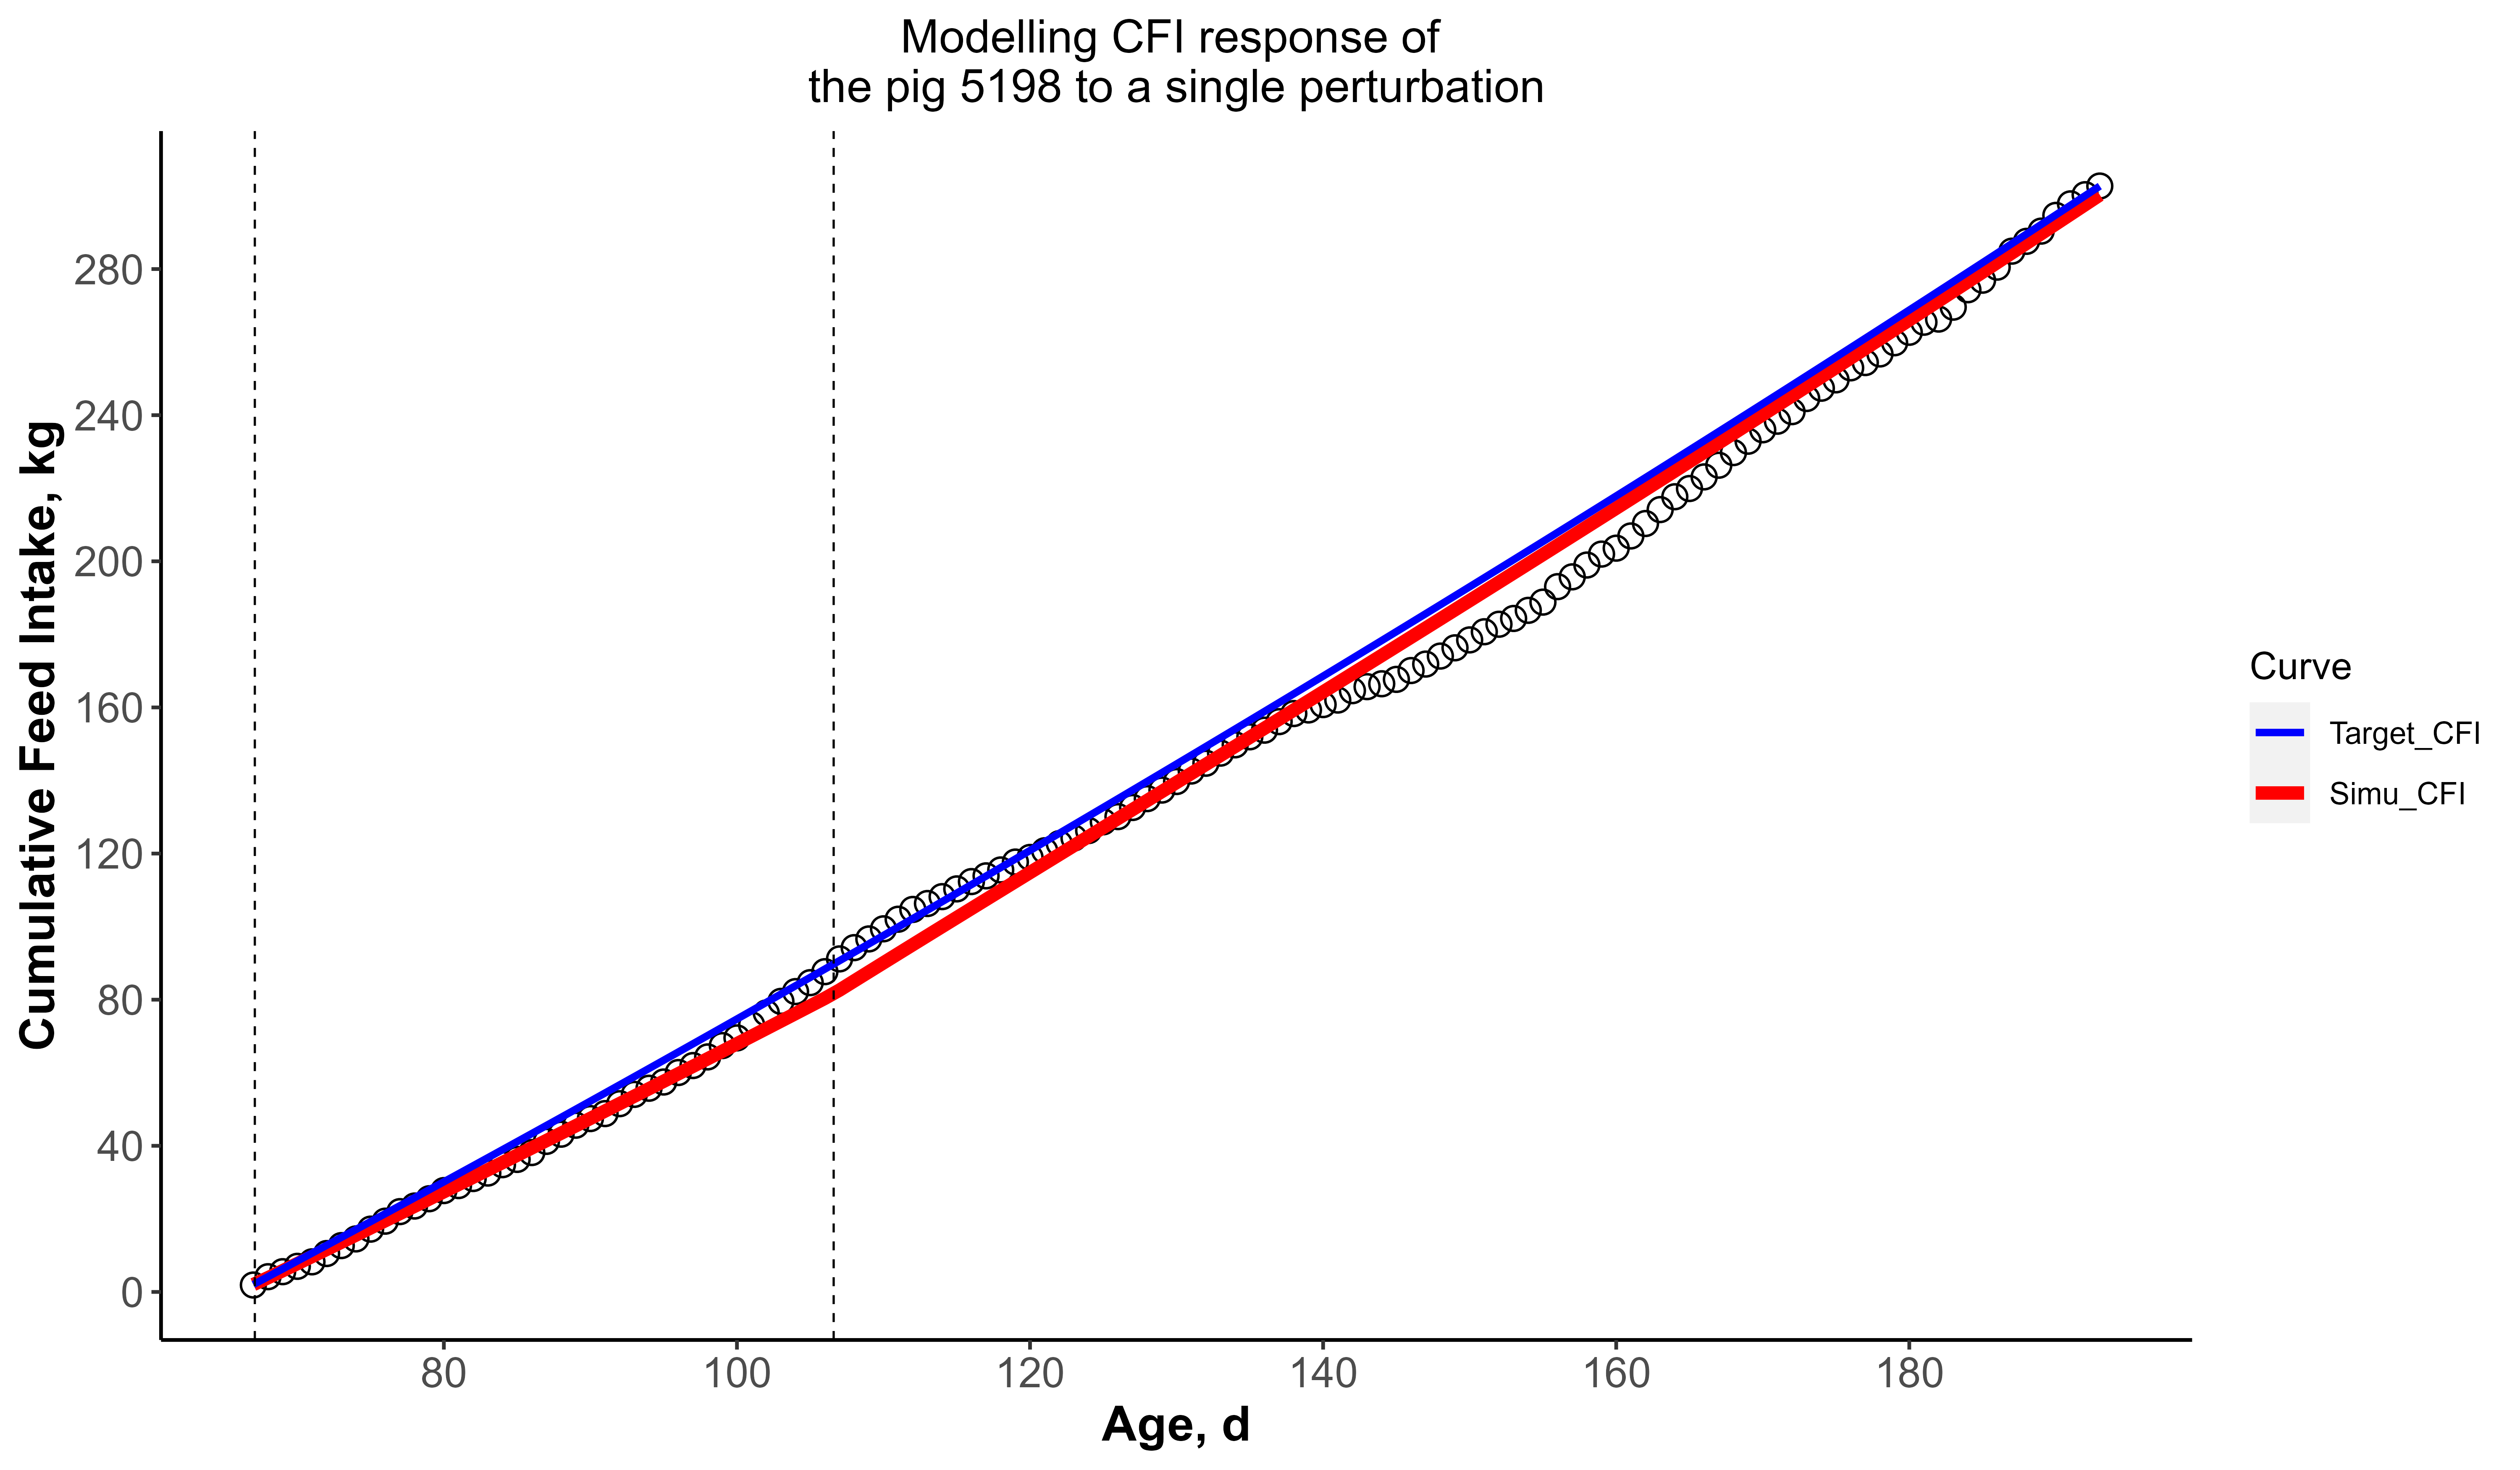 Modelling CFI response of
the pig 5198 to a single perturbation
Cumulative Feed Intake, kg
280
240
200
160
120
80
40
0
80
100
120
140
160
180
Age, d
Curve
Target_CFI
Simu_CFI